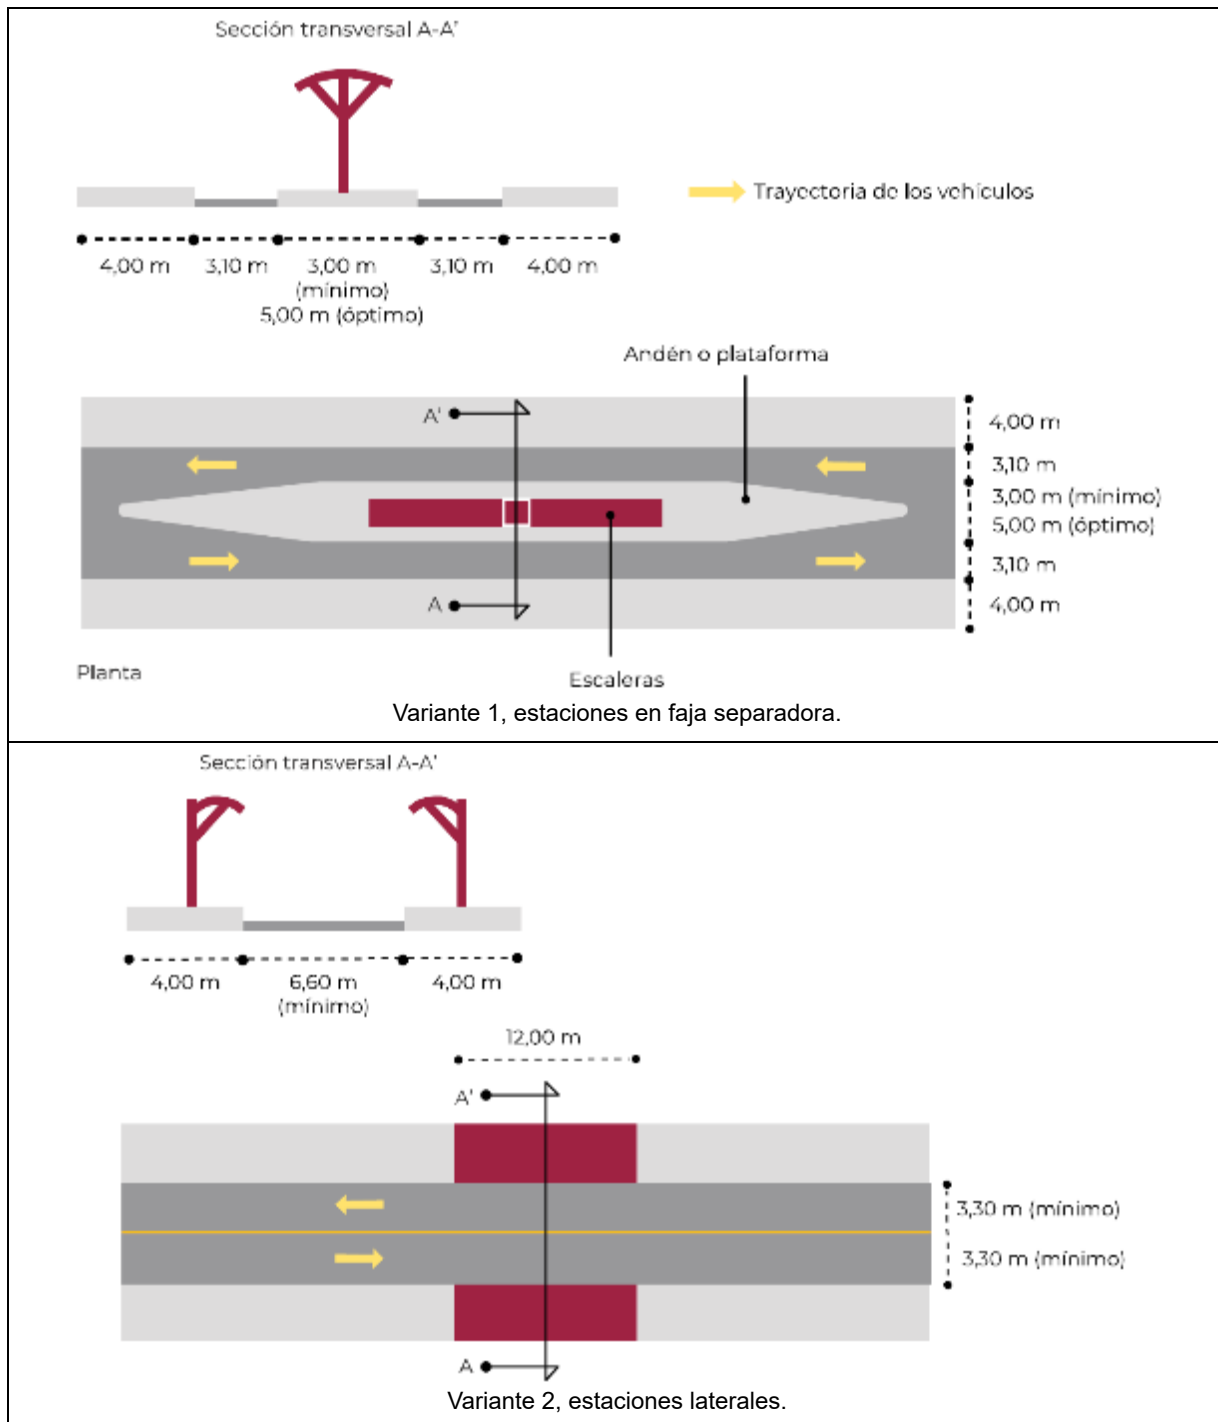 Sección transversal A-A'
Trayectoria de los vehículos
4,00 m 3,10 m 3,00 m 3,10 m 4,00 m
(mínimo)
5,00 m (óptimo)
Andén o plataforma
A'
4,00 m
3,10 m
3,00 m (mínimo)
5,00 m (óptimo)
3,10 m
A
4,00 m
Planta
Escaleras
Variante 1, estaciones en faja separadora.
Sección transversal A-A'
4,00 m 6,60 m 4,00 m
(mínimo)
12,00 m
A'
3,30 m (mínimo)
3,30 m (mínimo)
A
Variante 2, estaciones laterales.